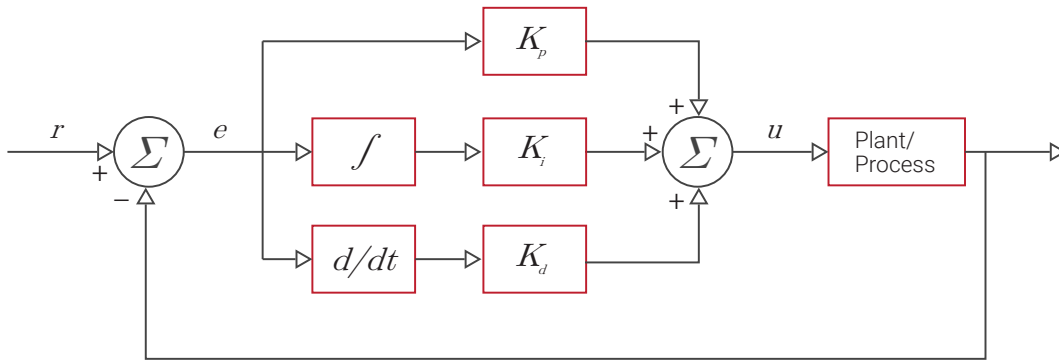 K_p
+
r
+
Σ
e
∫
K_i
+
Σ
u
Plant/
Process
−
+
d/dt
K_d